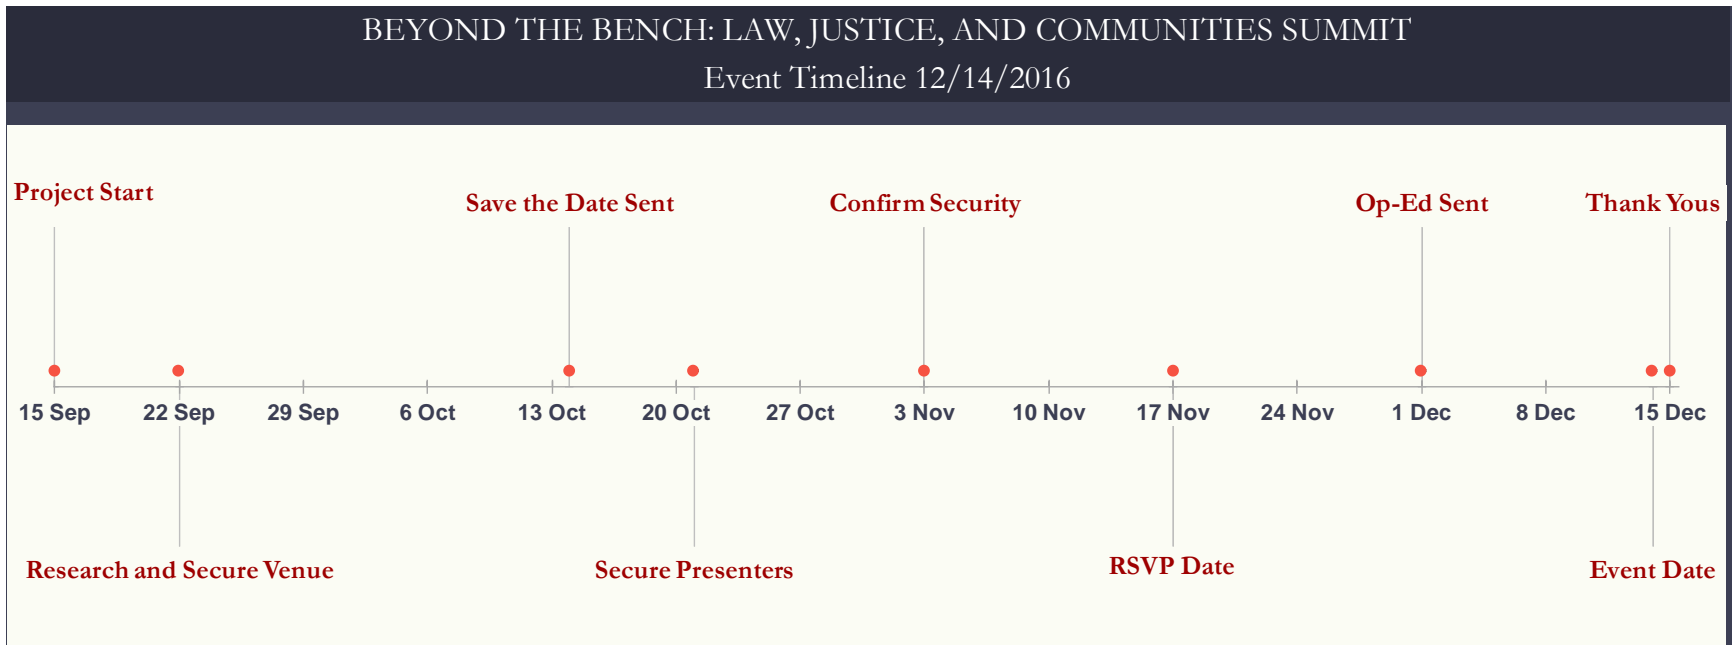 BEYOND THE BENCH: LAW, JUSTICE, AND COMMUNITIES SUMMIT
Event Timeline 12/14/2016
Project Start
Save the Date Sent
Confirm Security
Op-Ed Sent
Thank Yous
15 Sep
22 Sep
29 Sep
6 Oct
13 Oct
20 Oct
27 Oct
3 Nov
10 Nov
17 Nov
24 Nov
1 Dec
8 Dec
15 Dec
Research and Secure Venue
Secure Presenters
RSVP Date
Event Date